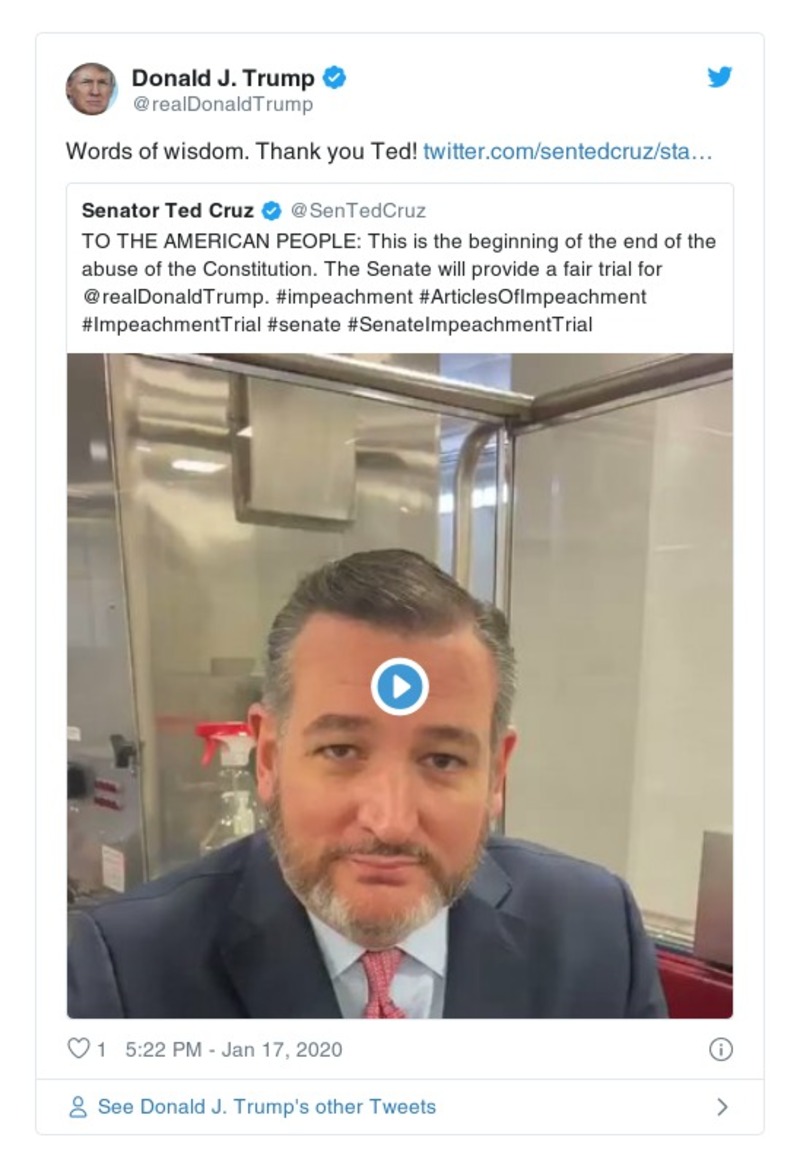 Donald J. Trump
@realDonaldTrump
Words of wisdom. Thank you Ted! twitter.com/sentedcruz/sta…
Senator Ted Cruz @SenTedCruz
TO THE AMERICAN PEOPLE: This is the beginning of the end of the
abuse of the Constitution. The Senate will provide a fair trial for
@realDonaldTrump. #impeachment #ArticlesOfImpeachment
#ImpeachmentTrial #senate #SenateImpeachmentTrial
1 5:22 PM - Jan 17, 2020
See Donald J. Trump's other Tweets